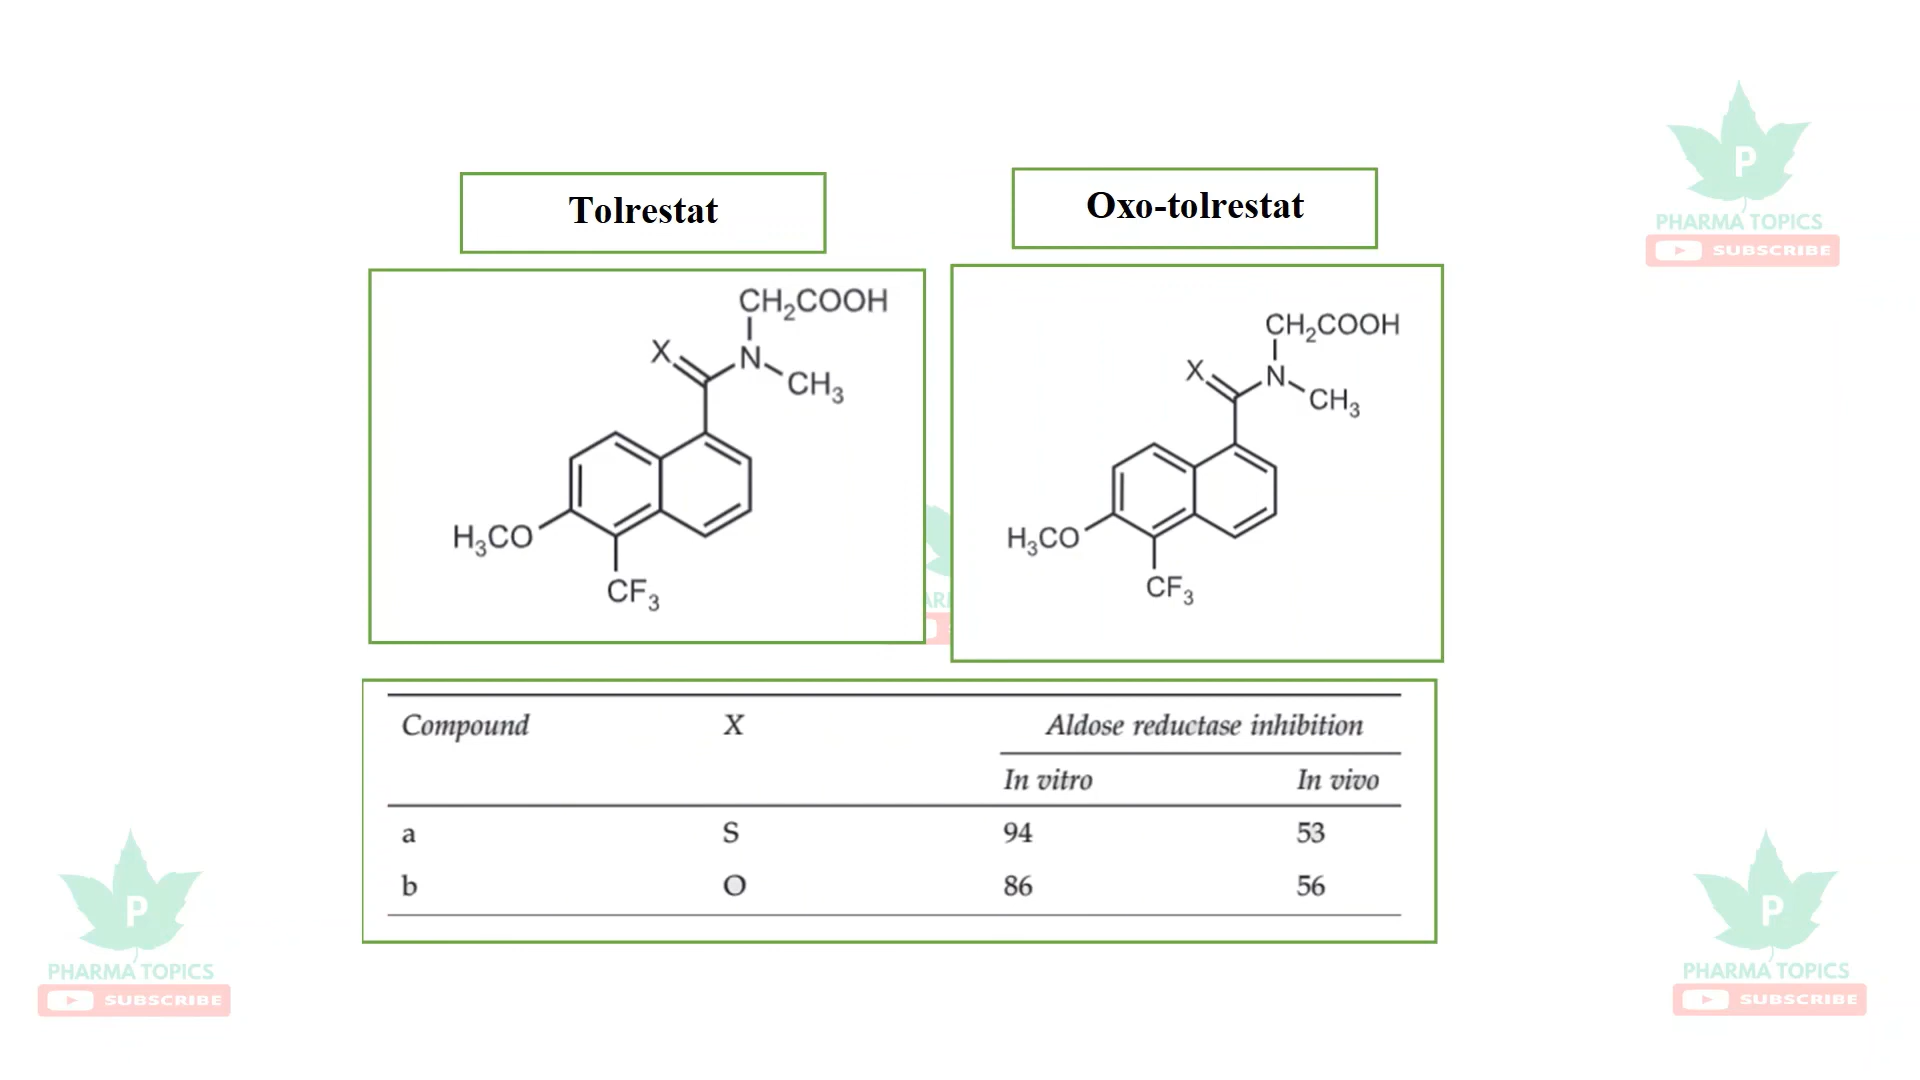 Tolrestat
Oxo-tolrestat
P
PHARMA TOPICS
SUBSCRIBE
CH₂COOH
X
N
CH₃
H₃CO
CF₃
CH₂COOH
X
N
CH₃
H₃CO
CF₃
Compound X Aldose reductase inhibition
In vitro In vivo
a S 94 53
b O 86 56
P
PHARMA TOPICS
SUBSCRIBE
P
PHARMA TOPICS
SUBSCRIBE